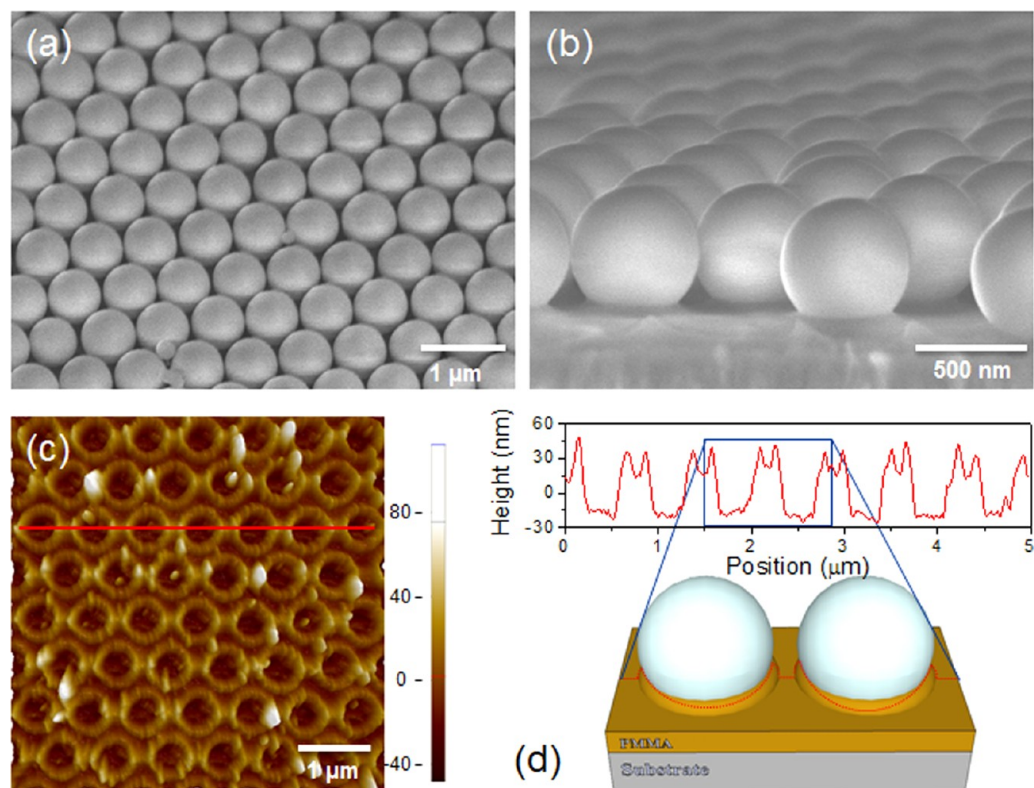 (a)
1 μm
(b)
500 nm
(c)
80
40
0
-40
1 μm
Height (nm)
60
30
0
-30
0 1 2 3 4 5
Position (μm)
PMMA
Substrate
(d)